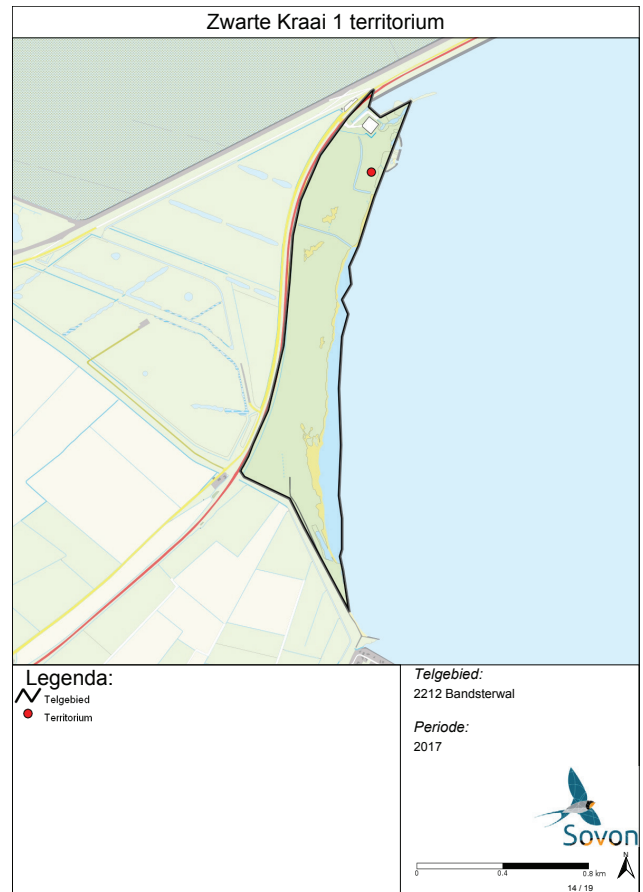 Zwarte Kraai 1 territorium
Legenda:
Telgebied
Territorium
Telgebied:
2212 Bandsterwal
Periode:
2017
Sovon
0 0.4 0.8 km
N
14 / 19